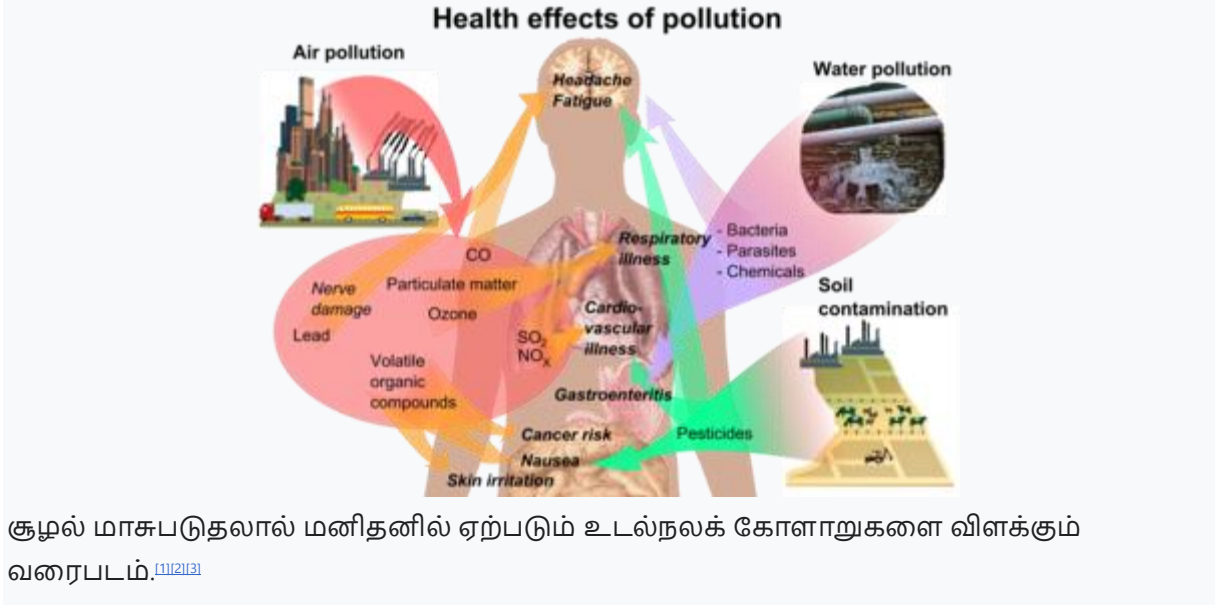 Health effects of pollution
Air pollution
Water pollution
Headache
Fatigue
- Bacteria
- Parasites
- Chemicals
Respiratory
illness
CO
Particulate matter
Nerve
damage
Ozone
Lead
SO₂
NOₓ
Cardio-
vascular
illness
Soil
contamination
Volatile
organic
compounds
Gastroenteritis
Cancer risk
Pesticides
Nausea
Skin irritation
சூழல் மாசுபடுதலால் மனிதனில் ஏற்படும் உடல்நலக் கோளாறுகளை விளக்கும்
வரைபடம்.[1][2][3]